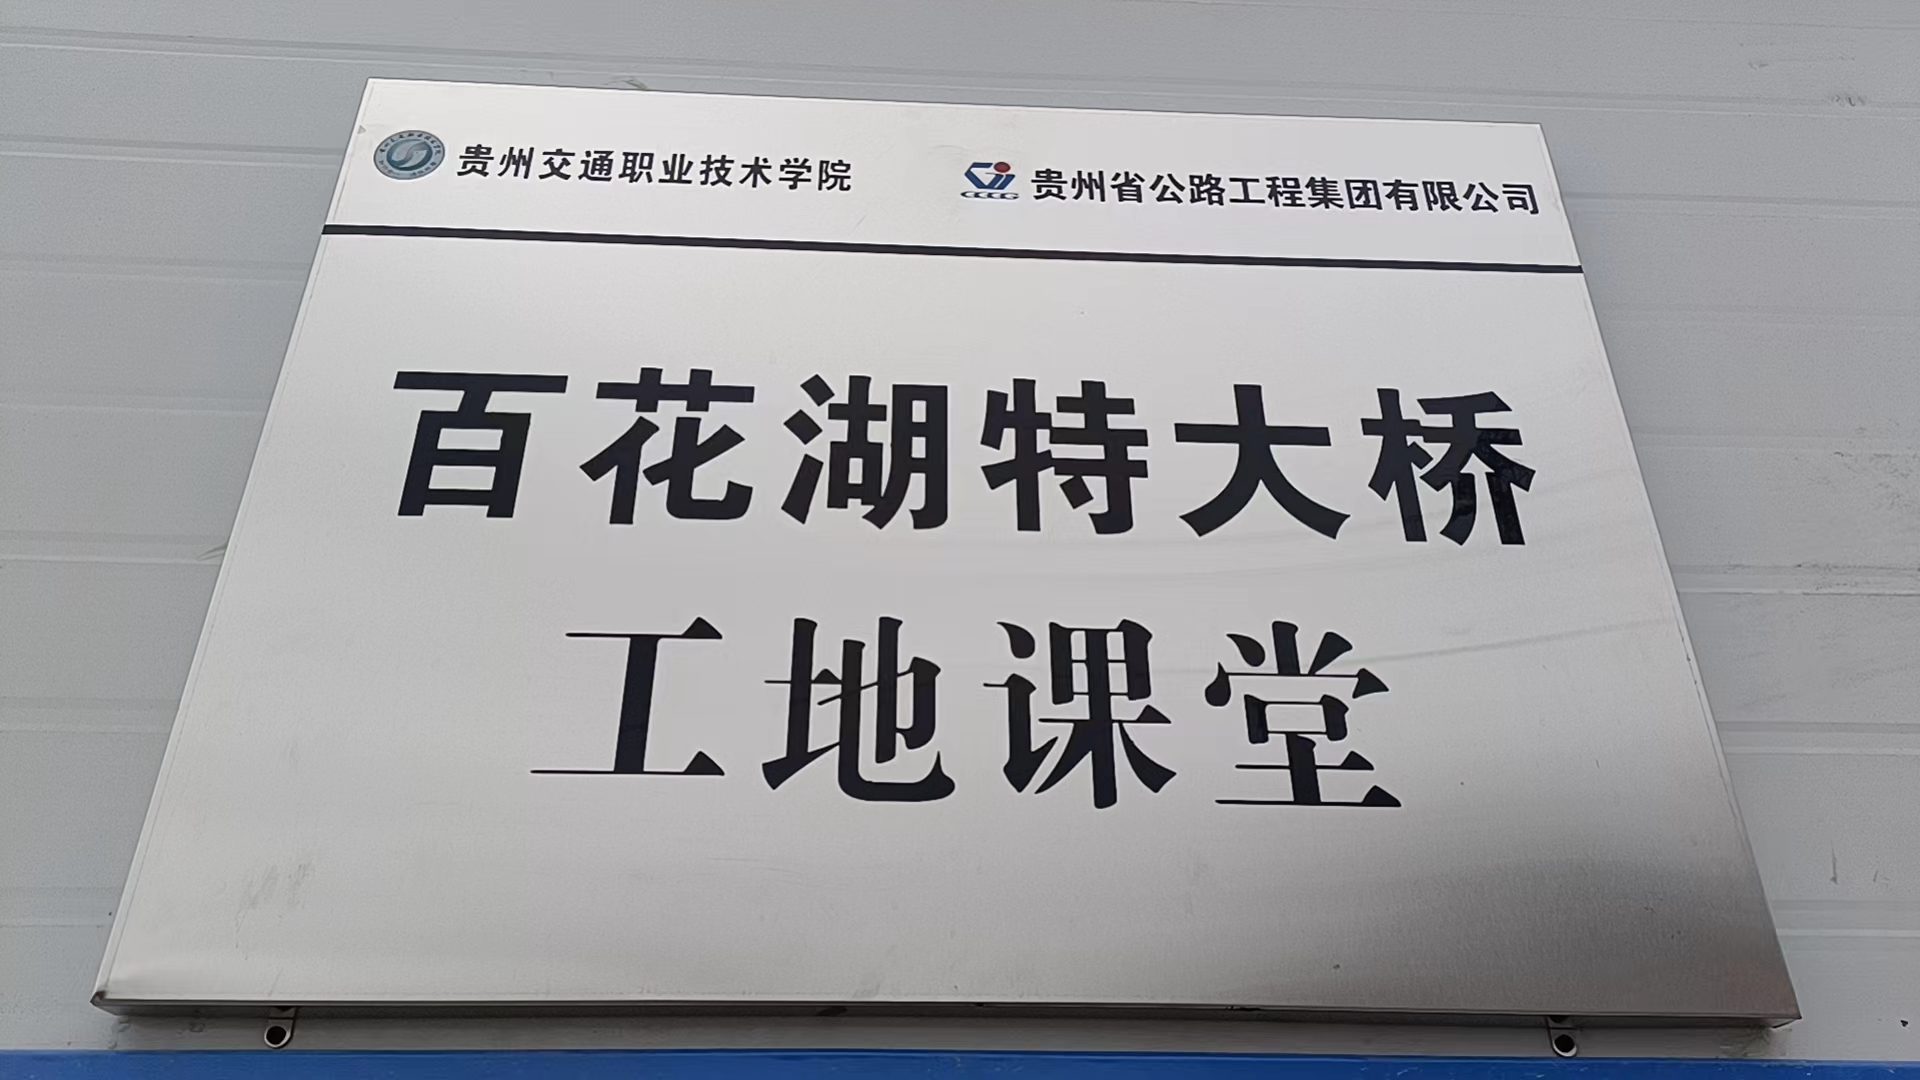 贵州交通职业技术学院 贵州省公路工程集团有限公司
百花湖特大桥
工地课堂